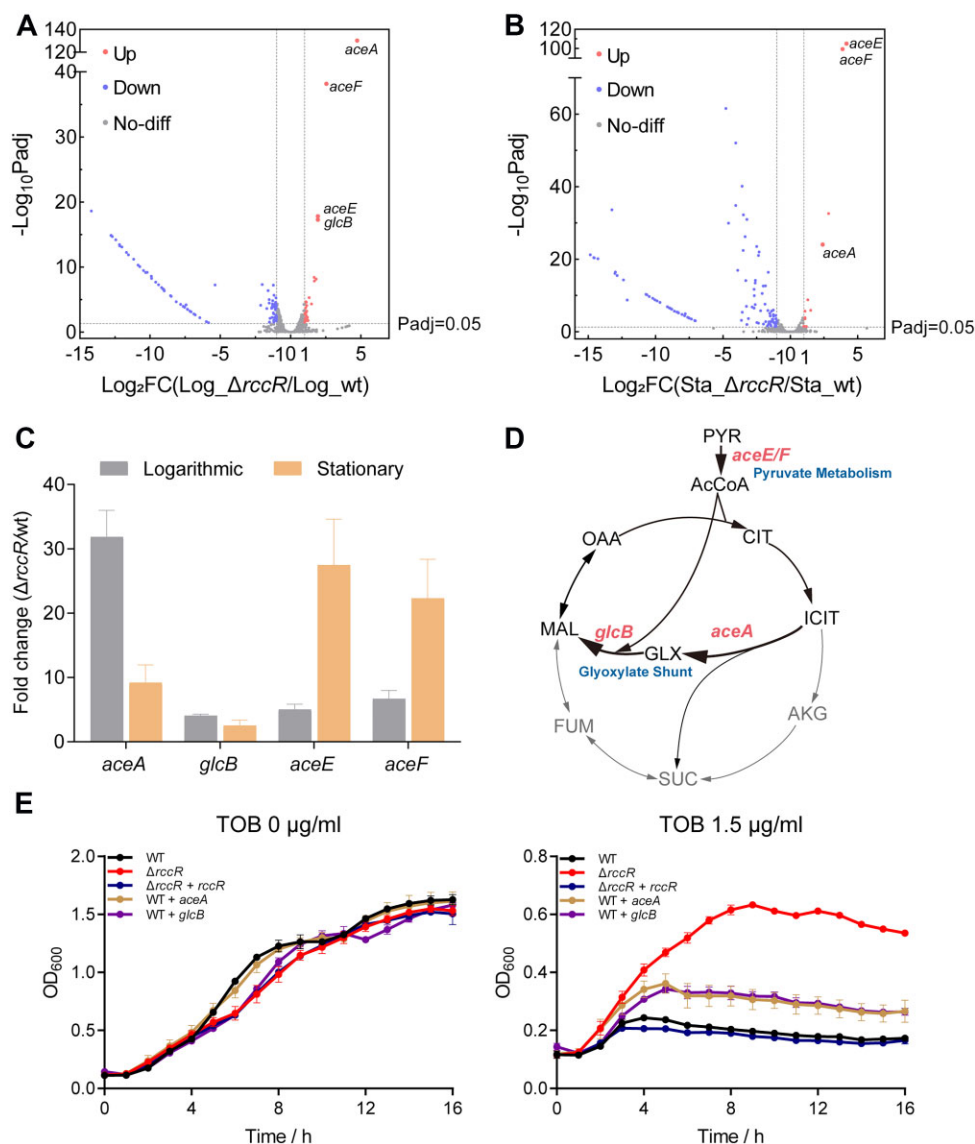 A
140
120
100
40
30
20
10
0
-Log₁₀Padj
Up
Down
No-diff
aceA
aceF
aceE
glcB
Padj=0.05
-15
-10
-5
-1
0
1
5
Log₂FC(Log_ΔrccR/Log_wt)
B
120
100
80
80
60
40
20
0
-Log₁₀Padj
Up
Down
No-diff
aceE
aceF
aceA
Padj=0.05
-15
-10
-5
-1
0
1
5
Log₂FC(Sta_ΔrccR/Sta_wt)
C
Logarithmic
Stationary
40
30
20
10
0
Fold change (ΔrccR/wt)
aceA
glcB
aceE
aceF
D
PYR
aceE/F
Pyruvate Metabolism
AcCoA
OAA
CIT
MAL
glcB
GLX
aceA
ICIT
Glyoxylate Shunt
FUM
AKG
SUC
E
TOB 0 µg/ml
WT
ΔrccR
ΔrccR + rccR
WT + aceA
WT + glcB
2.0
1.5
1.0
0.5
0.0
OD₆₀₀
0
4
8
12
16
Time / h
TOB 1.5 µg/ml
WT
ΔrccR
ΔrccR + rccR
WT + aceA
WT + glcB
0.8
0.6
0.4
0.2
0.0
OD₆₀₀
0
4
8
12
16
Time / h